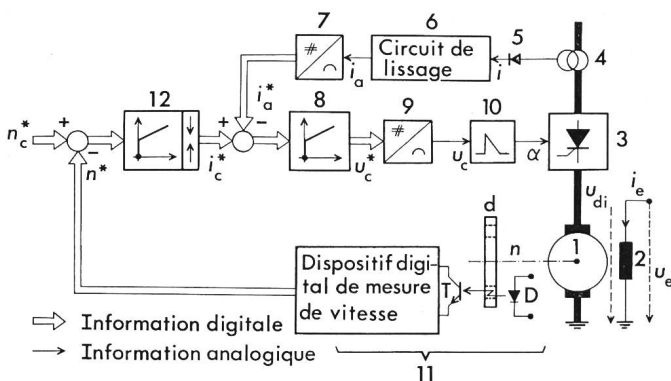 7
6
5
4
Circuit de
lissage
#
i_a
i
i_a*
12
8
9
10
3
n_c*
+
−
n*
+
−
i_c*
u_c*
#
u_c
α
u_di
i_e
d
n
1
2
u_e
Dispositif digi-
tal de mesure
de vitesse
T
D
Information digitale
Information analogique
11